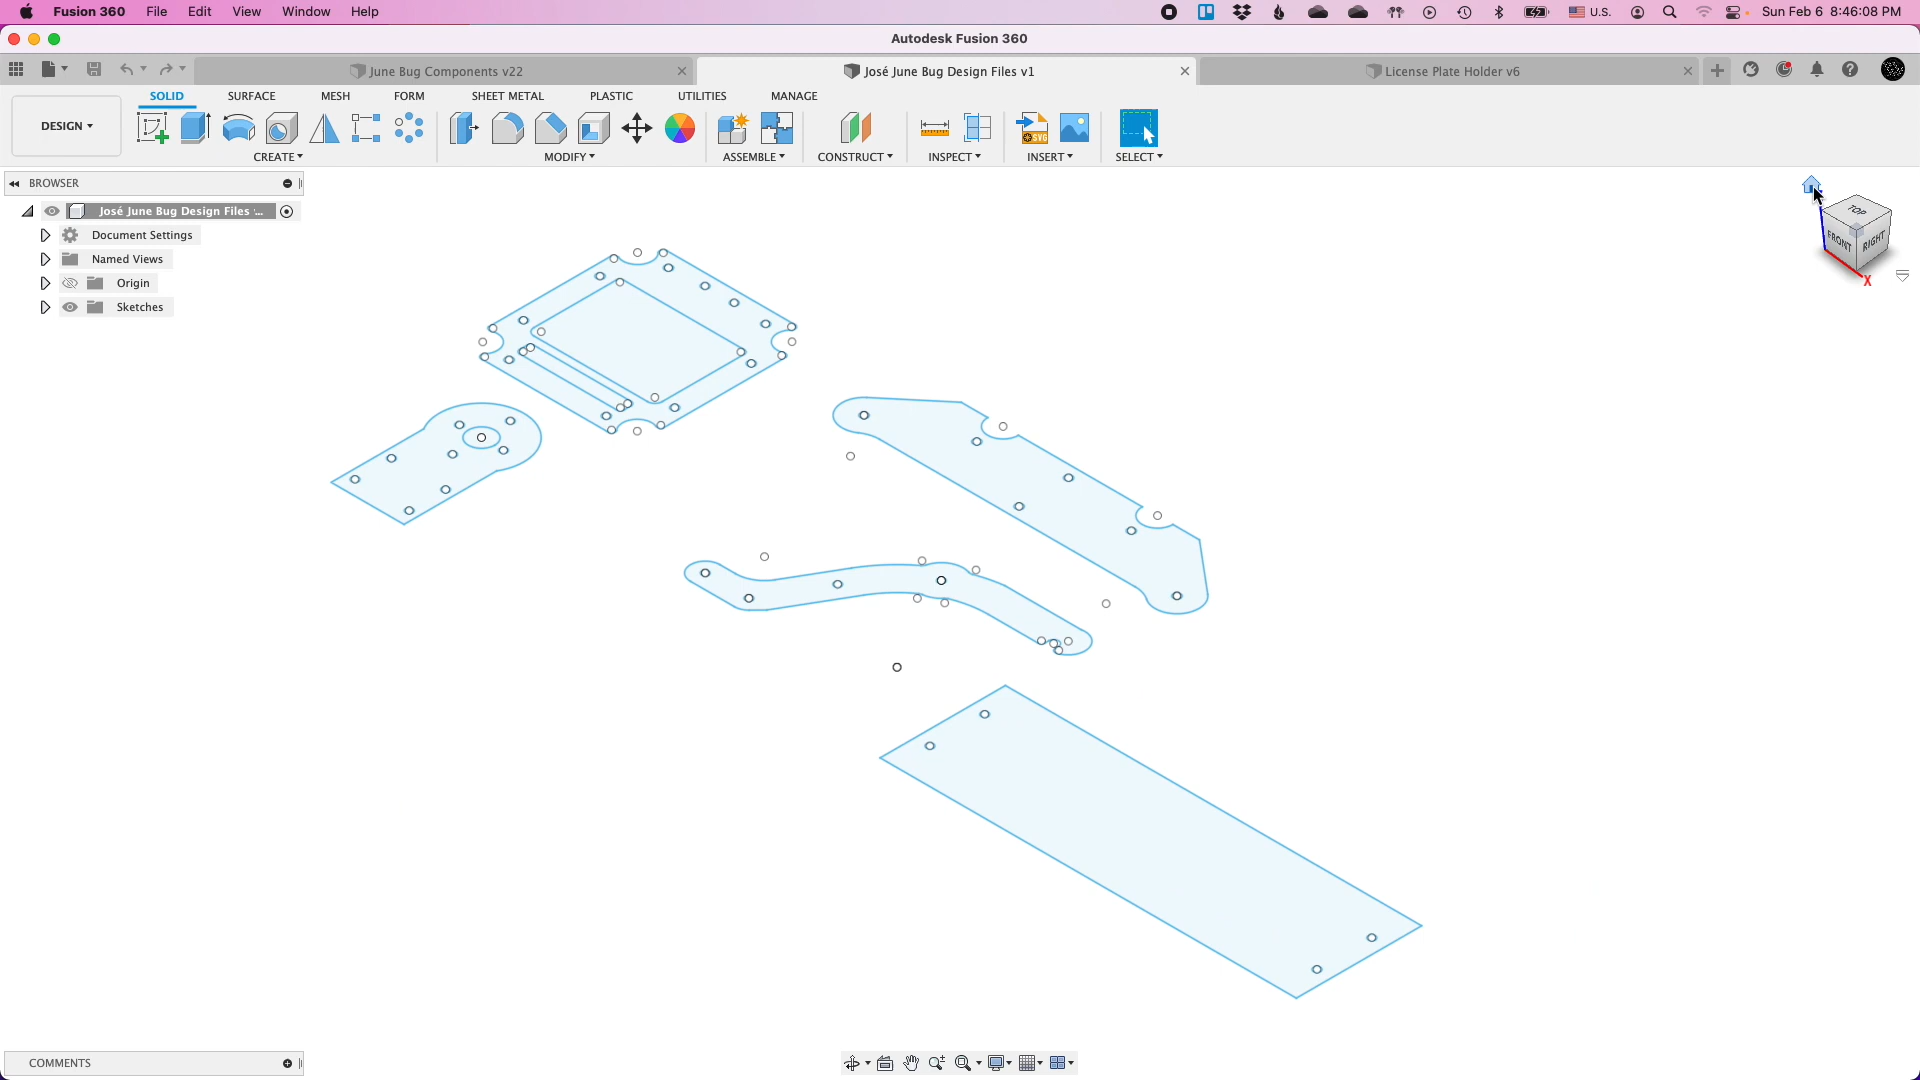 Fusion 360 File Edit View Window Help U.S. Sun Feb 6 8:46:08 PM
Autodesk Fusion 360
June Bug Components v22 José June Bug Design Files v1 License Plate Holder v6
SOLID SURFACE MESH FORM SHEET METAL PLASTIC UTILITIES MANAGE
DESIGN
SVG
CREATE MODIFY ASSEMBLE CONSTRUCT INSPECT INSERT SELECT
BROWSER
José June Bug Design Files ...
Document Settings
Named Views
Origin
Sketches
TOP
FRONT RIGHT
X
COMMENTS